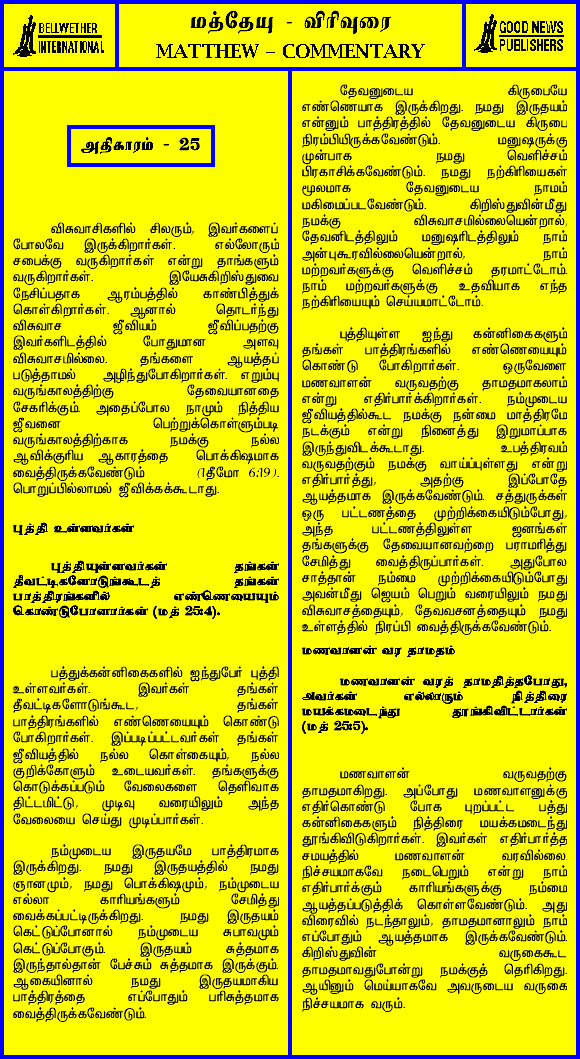 BELLWETHER
INTERNATIONAL
மத்தேயு - விரிவுரை
MATTHEW – COMMENTARY
GOOD NEWS
PUBLISHERS
அதிகாரம் - 25
விசுவாசிகளில் சிலரும், இவர்களைப்
போலவே இருக்கிறார்கள். எல்லோரும்
சபைக்கு வருகிறார்கள் என்று தாங்களும்
வருகிறார்கள். இயேசுகிறிஸ்துவை
நேசிப்பதாக ஆரம்பத்தில் காண்பித்துக்
கொள்கிறார்கள். ஆனால் தொடர்ந்து
விசுவாச ஜீவியம் ஜீவிப்பதற்கு
இவர்களிடத்தில் போதுமான அளவு
விசுவாசமில்லை. தங்களை ஆயத்தப்
படுத்தாமல் அழிந்துபோகிறார்கள். எறும்பு
வருங்காலத்திற்கு தேவையானதை
சேகரிக்கும். அதைப்போல நாமும் நித்திய
ஜீவனை பெற்றுக்கொள்ளும்படி
வருங்காலத்திற்காக நமக்கு நல்ல
ஆவிக்குரிய ஆகாரத்தை பொக்கிஷமாக
வைத்திருக்கவேண்டும் (1தீமோ 6:19).
பொறுப்பில்லாமல் ஜீவிக்கக்கூடாது.
புத்தி உள்ளவர்கள்
புத்தியுள்ளவர்கள் தங்கள்
தீவட்டிகளோடுங்கூடத் தங்கள்
பாத்திரங்களில் எண்ணெயையும்
கொண்டுபோனார்கள் (மத் 25:4).
பத்துக்கன்னிகைகளில் ஐந்துபேர் புத்தி
உள்ளவர்கள். இவர்கள் தங்கள்
தீவட்டிகளோடுங்கூட, தங்கள்
பாத்திரங்களில் எண்ணெயையும் கொண்டு
போகிறார்கள். இப்படிப்பட்டவர்கள் தங்கள்
ஜீவியத்தில் நல்ல கொள்கையும், நல்ல
குறிக்கோளும் உடையவர்கள். தங்களுக்கு
கொடுக்கப்படும் வேலைகளை தெளிவாக
திட்டமிட்டு, முடிவு வரையிலும் அந்த
வேலையை செய்து முடிப்பார்கள்.
நம்முடைய இருதயமே பாத்திரமாக
இருக்கிறது. நமது இருதயத்தில் நமது
ஞானமும், நமது பொக்கிஷமும், நம்முடைய
எல்லா காரியங்களும் சேமித்து
வைக்கப்பட்டிருக்கிறது. நமது இருதயம்
கெட்டுப்போனால் நம்முடைய சுபாவமும்
கெட்டுப்போகும். இருதயம் சுத்தமாக
இருந்தால்தான் பேச்சும் சுத்தமாக இருக்கும்.
ஆகையினால் நமது இருதயமாகிய
பாத்திரத்தை எப்போதும் பரிசுத்தமாக
வைத்திருக்கவேண்டும்.
தேவனுடைய கிருபையே
எண்ணெயாக இருக்கிறது. நமது இருதயம்
என்னும் பாத்திரத்தில் தேவனுடைய கிருபை
நிரம்பியிருக்கவேண்டும். மனுஷருக்கு
முன்பாக நமது வெளிச்சம்
பிரகாசிக்கவேண்டும். நமது நற்கிரியைகள்
மூலமாக தேவனுடைய நாமம்
மகிமைப்படவேண்டும். கிறிஸ்துவின்மீது
நமக்கு விசுவாசமில்லையென்றால்,
தேவனிடத்திலும் மனுஷரிடத்திலும் நாம்
அன்புகூரவில்லையென்றால், நாம்
மற்றவர்களுக்கு வெளிச்சம் தரமாட்டோம்.
நாம் மற்றவர்களுக்கு உதவியாக எந்த
நற்கிரியையும் செய்யமாட்டோம்.
புத்தியுள்ள ஐந்து கன்னிகைகளும்
தங்கள் பாத்திரங்களில் எண்ணெயையும்
கொண்டு போகிறார்கள். ஒருவேளை
மணவாளன் வருவதற்கு தாமதமாகலாம்
என்று எதிர்பார்க்கிறார்கள். நம்முடைய
ஜீவியத்தில்கூட நமக்கு நன்மை மாத்திரமே
நடக்கும் என்று நினைத்து இறுமாப்பாக
இருந்துவிடக்கூடாது. உபத்திரவம்
வருவதற்கும் நமக்கு வாய்ப்புள்ளது என்று
எதிர்பார்த்து, அதற்கு இப்போதே
ஆயத்தமாக இருக்கவேண்டும். சத்துருக்கள்
ஒரு பட்டணத்தை முற்றிக்கையிடும்போது,
அந்த பட்டணத்திலுள்ள ஜனங்கள்
தங்களுக்கு தேவையானவற்றை பராமரித்து
சேமித்து வைத்திருப்பார்கள். அதுபோல
சாத்தான் நம்மை முற்றிக்கையிடும்போது
அவன்மீது ஜெயம் பெறும் வரையிலும் நமது
விசுவாசத்தையும், தேவவசனத்தையும் நமது
உள்ளத்தில் நிரப்பி வைத்திருக்கவேண்டும்.
மணவாளன் வர தாமதம்
மணவாளன் வரத் தாமதித்தபோது,
அவர்கள் எல்லாரும் நித்திரை
மயக்கமடைந்து தூங்கிவிட்டார்கள்
(மத் 25:5).
மணவாளன் வருவதற்கு
தாமதமாகிறது. அப்போது மணவாளனுக்கு
எதிர்கொண்டு போக புறப்பட்ட பத்து
கன்னிகைகளும் நித்திரை மயக்கமடைந்து
தூங்கிவிடுகிறார்கள். இவர்கள் எதிர்பார்த்த
சமயத்தில் மணவாளன் வரவில்லை.
நிச்சயமாகவே நடைபெறும் என்று நாம்
எதிர்பார்க்கும் காரியங்களுக்கு நம்மை
ஆயத்தப்படுத்திக் கொள்ளவேண்டும். அது
விரைவில் நடந்தாலும், தாமதமானாலும் நாம்
எப்போதும் ஆயத்தமாக இருக்கவேண்டும்.
கிறிஸ்துவின் வருகைகூட
தாமதமாவதுபோன்று நமக்குத் தெரிகிறது.
ஆயினும் மெய்யாகவே அவருடைய வருகை
நிச்சயமாக வரும்.